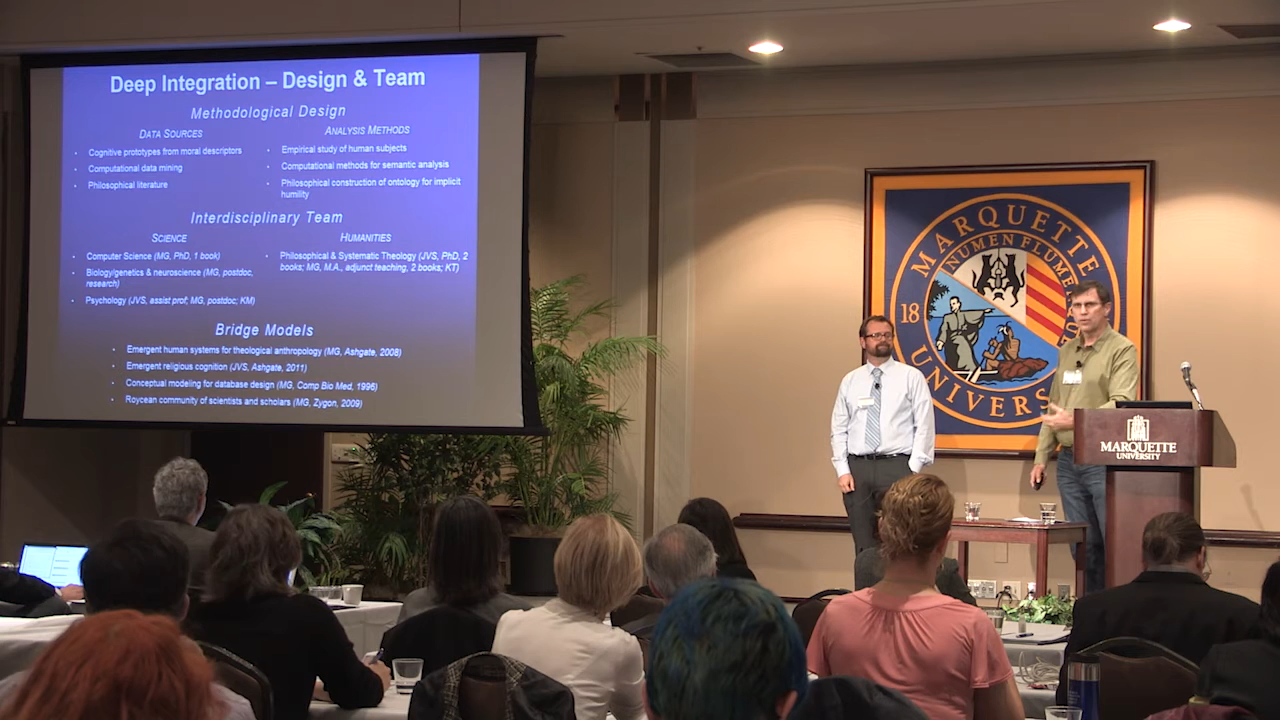 Deep Integration – Design & Team
Methodological Design
DATA SOURCES
• Cognitive prototypes from moral descriptors
• Computational data mining
• Philosophical literature
ANALYSIS METHODS
• Empirical study of human subjects
• Computational methods for semantic analysis
• Philosophical construction of ontology for implicit
humility
Interdisciplinary Team
SCIENCE
• Computer Science (MG, PhD, 1 book)
• Biology/genetics & neuroscience (MG, postdoc,
research)
• Psychology (JVS, assist prof; MG, postdoc; KM)
HUMANITIES
• Philosophical & Systematic Theology (JVS, PhD, 2
books; MG, M.A., adjunct teaching, 2 books; KT)
Bridge Models
• Emergent human systems for theological anthropology (MG, Ashgate, 2008)
• Emergent religious cognition (JVS, Ashgate, 2011)
• Conceptual modeling for database design (MG, Comp Bio Med, 1996)
• Roycean community of scientists and scholars (MG, Zygon, 2009)
MARQUETTE
NUMEN FLUME
18
UNIVERS
MARQUETTE
UNIVERSITY